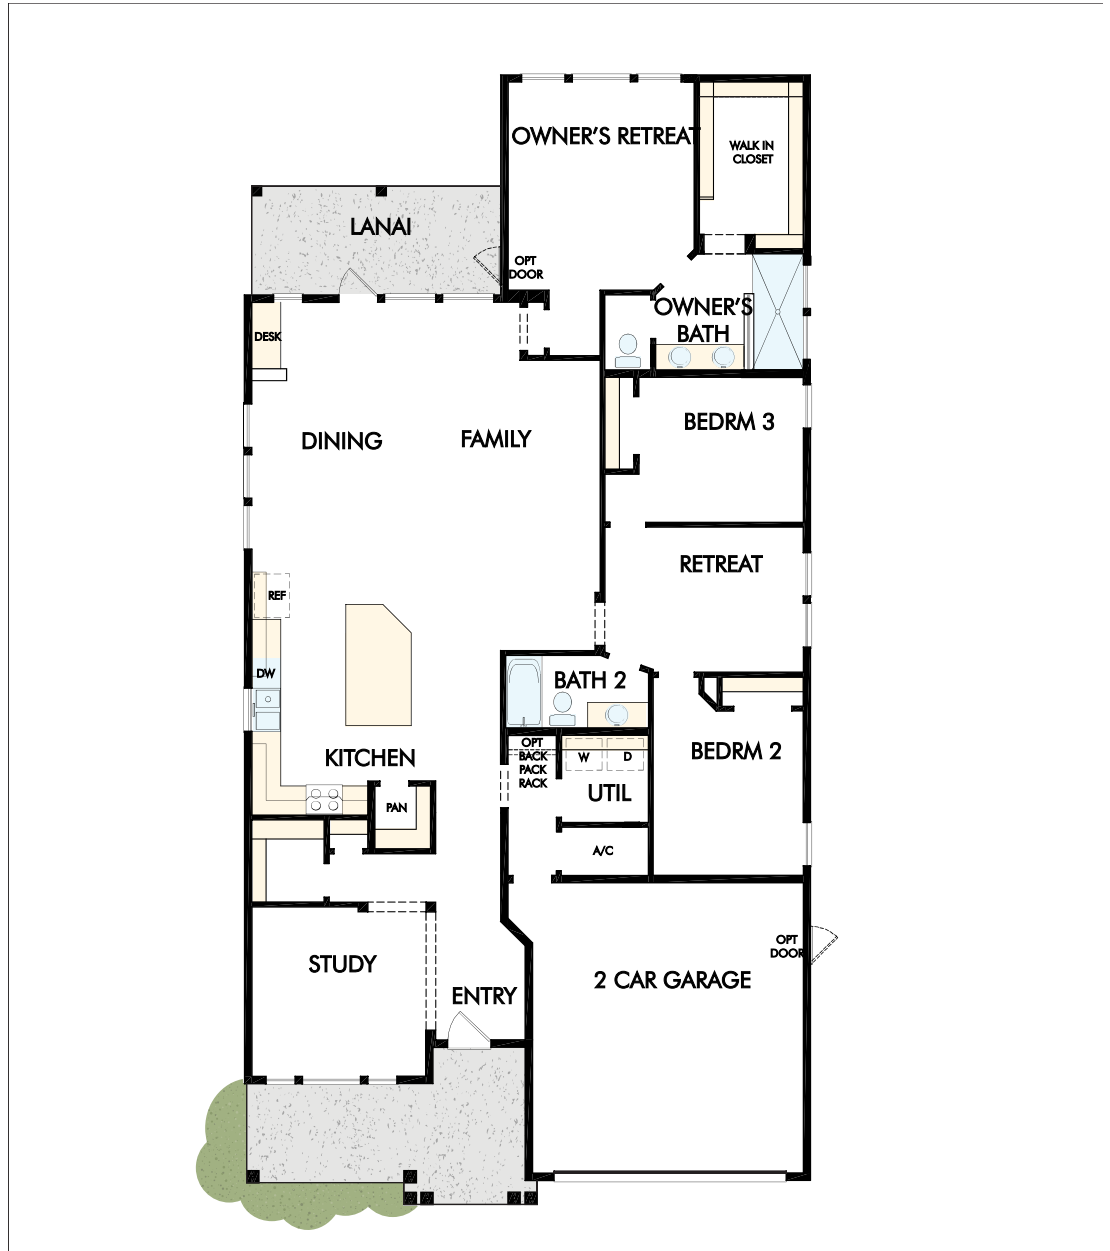 OWNER'S RETREAT
WALK IN
CLOSET
LANAI
OPT
DOOR
OWNER'S
BATH
DESK
BEDRM 3
DINING
FAMILY
RETREAT
REF
DW
BATH 2
KITCHEN
OPT
BACK
PACK
RACK
W
D
BEDRM 2
UTIL
PAN
A/C
STUDY
ENTRY
2 CAR GARAGE
OPT
DOOR